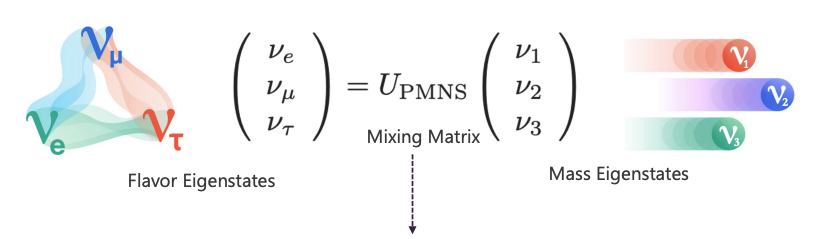 νμ
νe
ντ
νe
νμ
ντ
= UPMNS
ν1
ν2
ν3
Mixing Matrix
Flavor Eigenstates
ν1
ν2
ν3
Mass Eigenstates